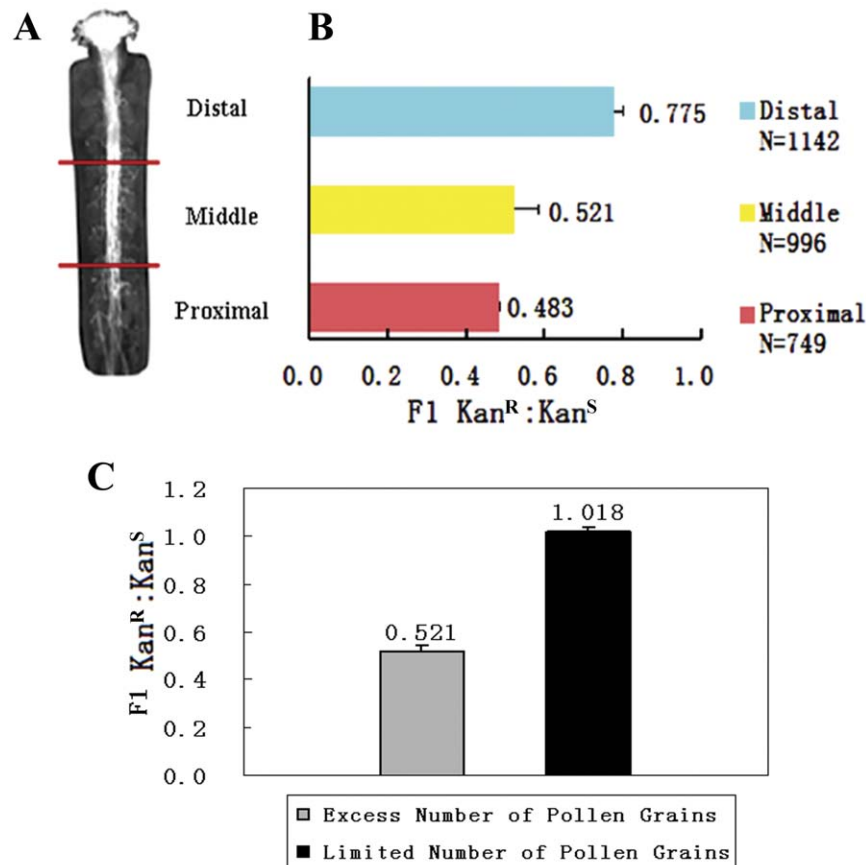 A
Distal
Middle
Proximal
B
0.775
0.521
0.483
0.0 0.2 0.4 0.6 0.8 1.0
F1 Kanᴿ:Kanˢ
Distal
N=1142
Middle
N=996
Proximal
N=749
C
F1 Kanᴿ:Kanˢ
1.2
1.0
0.8
0.6
0.4
0.2
0.0
0.521
1.018
Excess Number of Pollen Grains
Limited Number of Pollen Grains